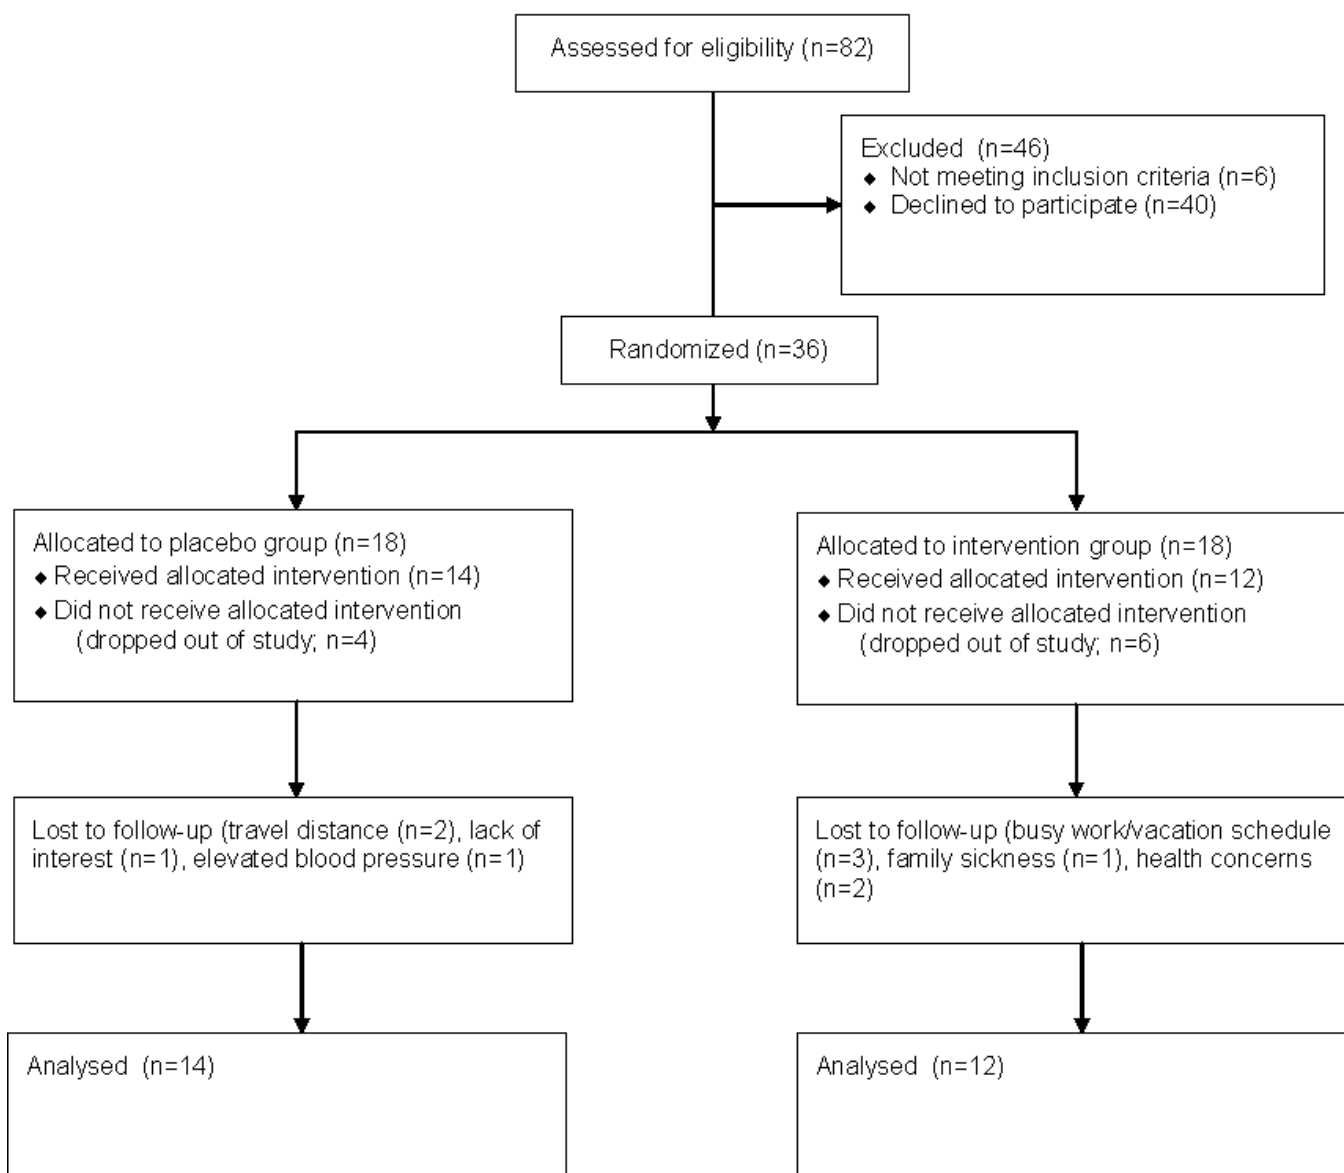 Assessed for eligibility (n=82)
Excluded (n=46)
◆ Not meeting inclusion criteria (n=6)
◆ Declined to participate (n=40)
Randomized (n=36)
Allocated to placebo group (n=18)
◆ Received allocated intervention (n=14)
◆ Did not receive allocated intervention
(dropped out of study; n=4)
Allocated to intervention group (n=18)
◆ Received allocated intervention (n=12)
◆ Did not receive allocated intervention
(dropped out of study; n=6)
Lost to follow-up (travel distance (n=2), lack of
interest (n=1), elevated blood pressure (n=1)
Lost to follow-up (busy work/vacation schedule
(n=3), family sickness (n=1), health concerns
(n=2)
Analysed (n=14)
Analysed (n=12)